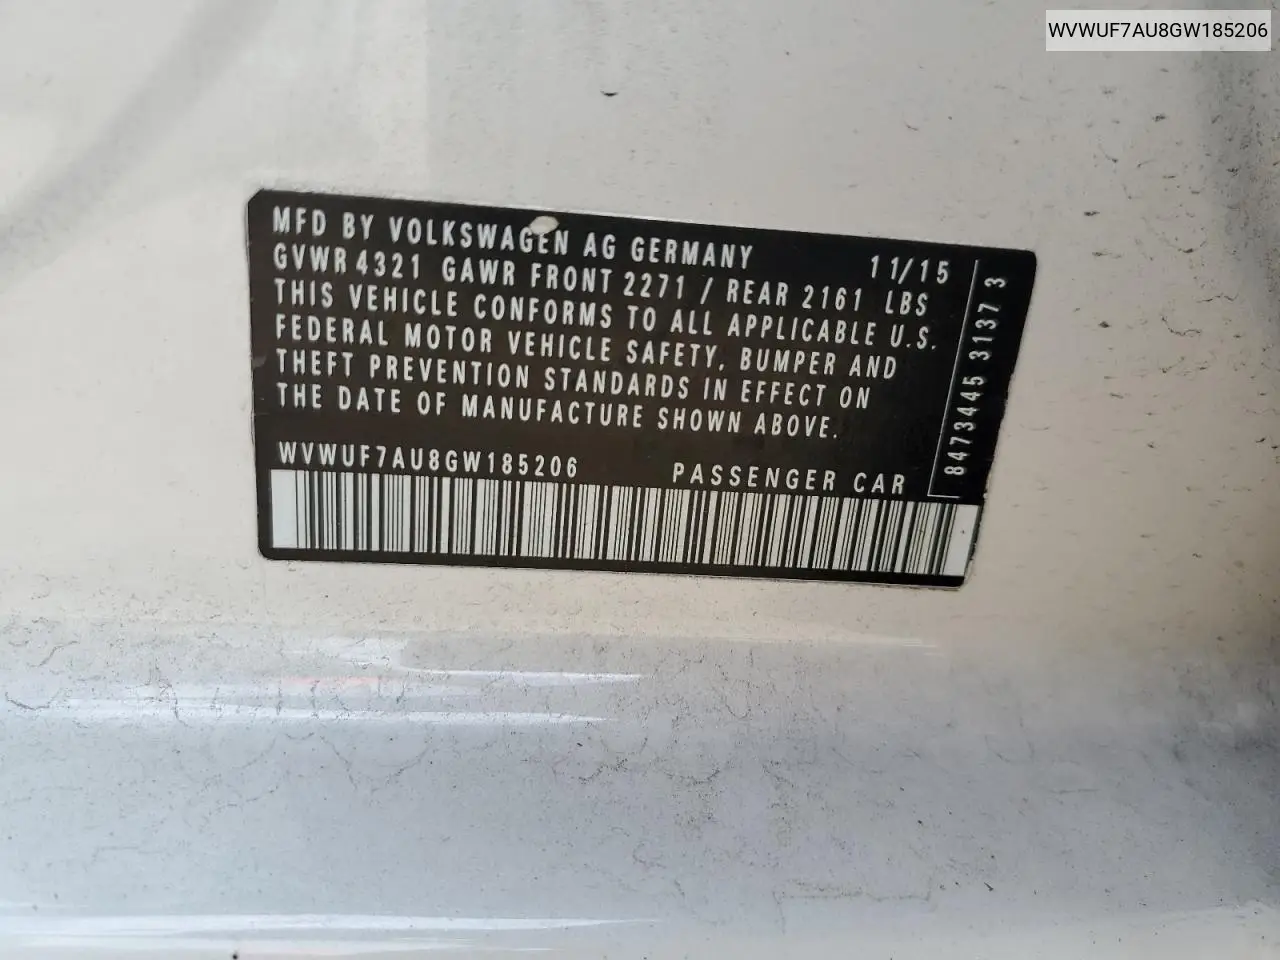 WVWUF7AU8GW185206
MFD BY VOLKSWAGEN AG GERMANY 11/15
GVWR 4321 GAWR FRONT 2271 / REAR 2161 LBS
THIS VEHICLE CONFORMS TO ALL APPLICABLE U.S.
FEDERAL MOTOR VEHICLE SAFETY, BUMPER AND
THEFT PREVENTION STANDARDS IN EFFECT ON
THE DATE OF MANUFACTURE SHOWN ABOVE.
WVWUF7AU8GW185206 PASSENGER CAR
8473445 3137 3